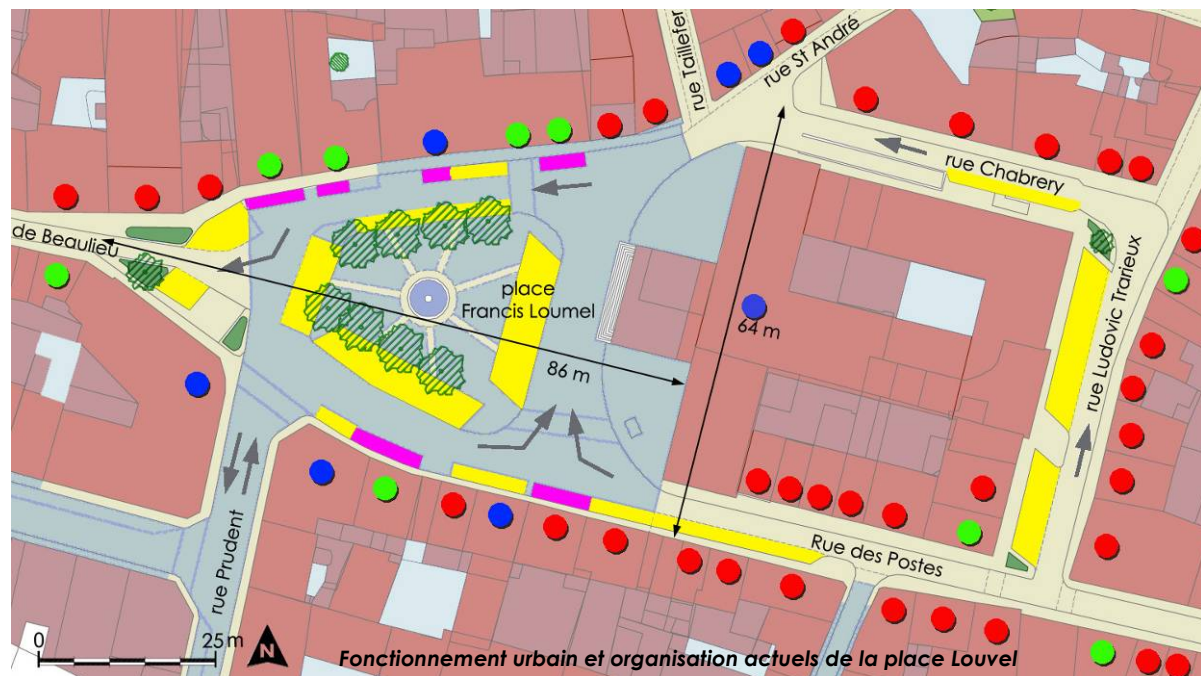 rue Taillefer
rue St André
rue Chabrery
de Beaulieu
place
Francis Loumel
64 m
86 m
rue Ludovic Trarieux
Rue des Postes
rue Prudent
0
25 m
N
Fonctionnement urbain et organisation actuels de la place Louvel